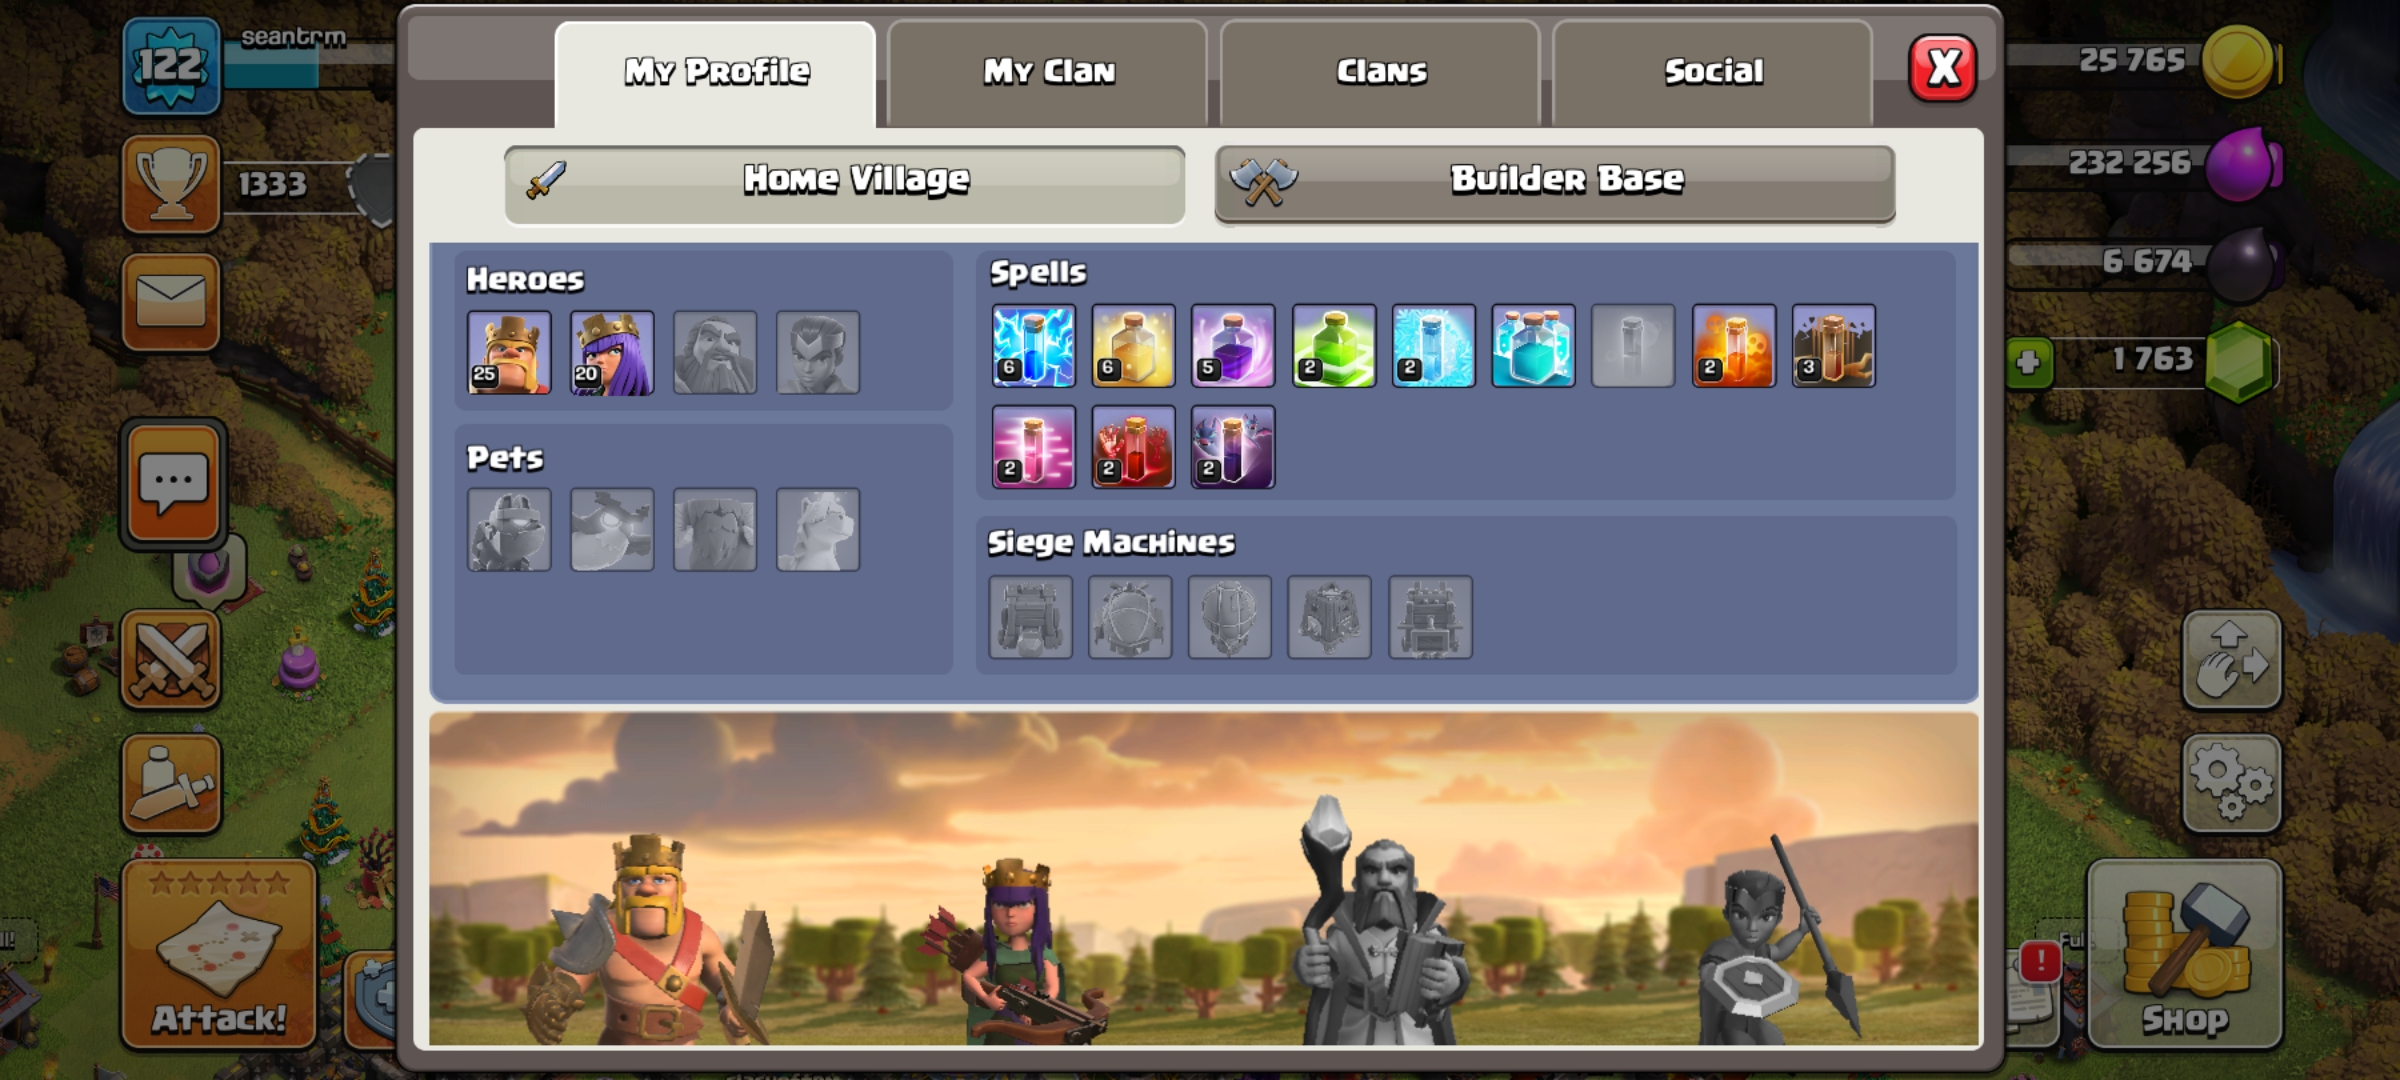 122
seantrm
1333
My Profile
My Clan
Clans
Social
X
25 765
232 256
6 674
1 763
Home Village
Builder Base
Heroes
25
20
Spells
6
6
5
2
2
2
3
2
2
2
Pets
Siege Machines
Attack!
!
Shop